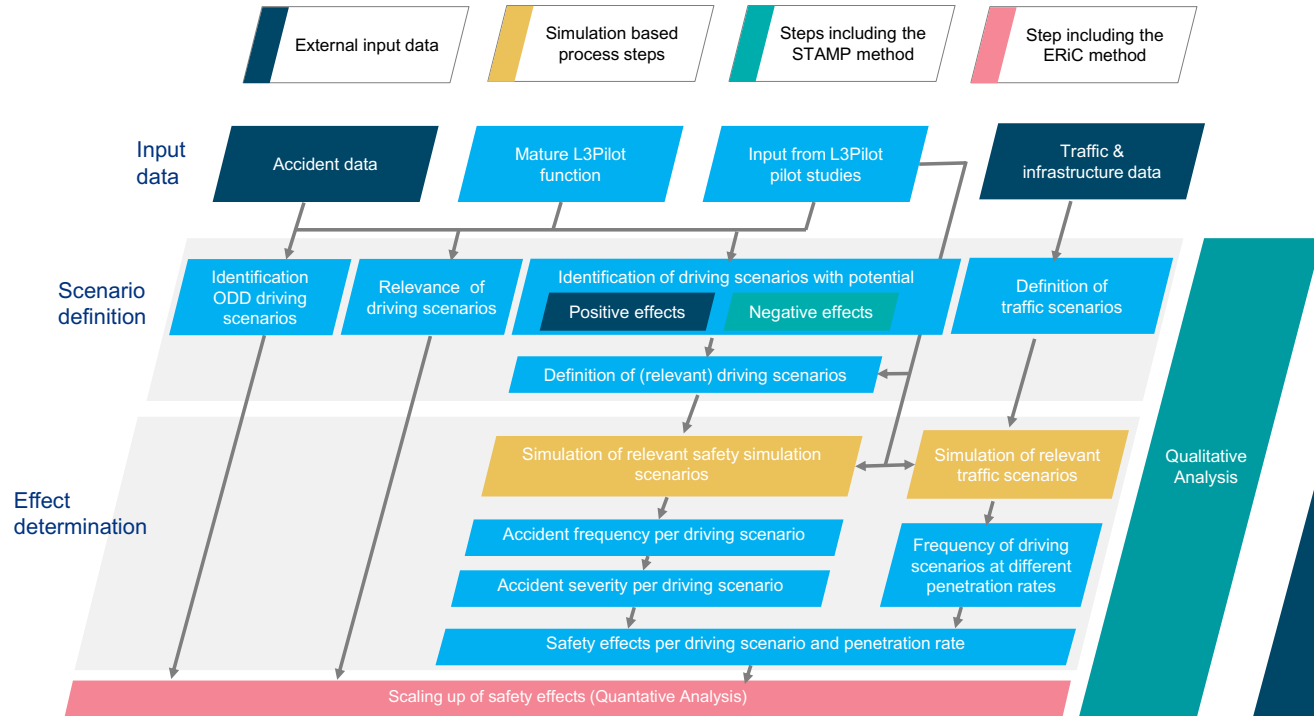 External input data
Simulation based
process steps
Steps including the
STAMP method
Step including the
ERiC method
Input
data
Accident data
Mature L3Pilot
function
Input from L3Pilot
pilot studies
Traffic &
infrastructure data
Scenario
definition
Identification
ODD driving
scenarios
Relevance of
driving scenarios
Identification of driving scenarios with potential
Positive effects
Negative effects
Definition of
traffic scenarios
Definition of (relevant) driving scenarios
Effect
determination
Simulation of relevant safety simulation
scenarios
Simulation of relevant
traffic scenarios
Qualitative
Analysis
Accident frequency per driving scenario
Frequency of driving
scenarios at different
penetration rates
Accident severity per driving scenario
Safety effects per driving scenario and penetration rate
Scaling up of safety effects (Quantative Analysis)